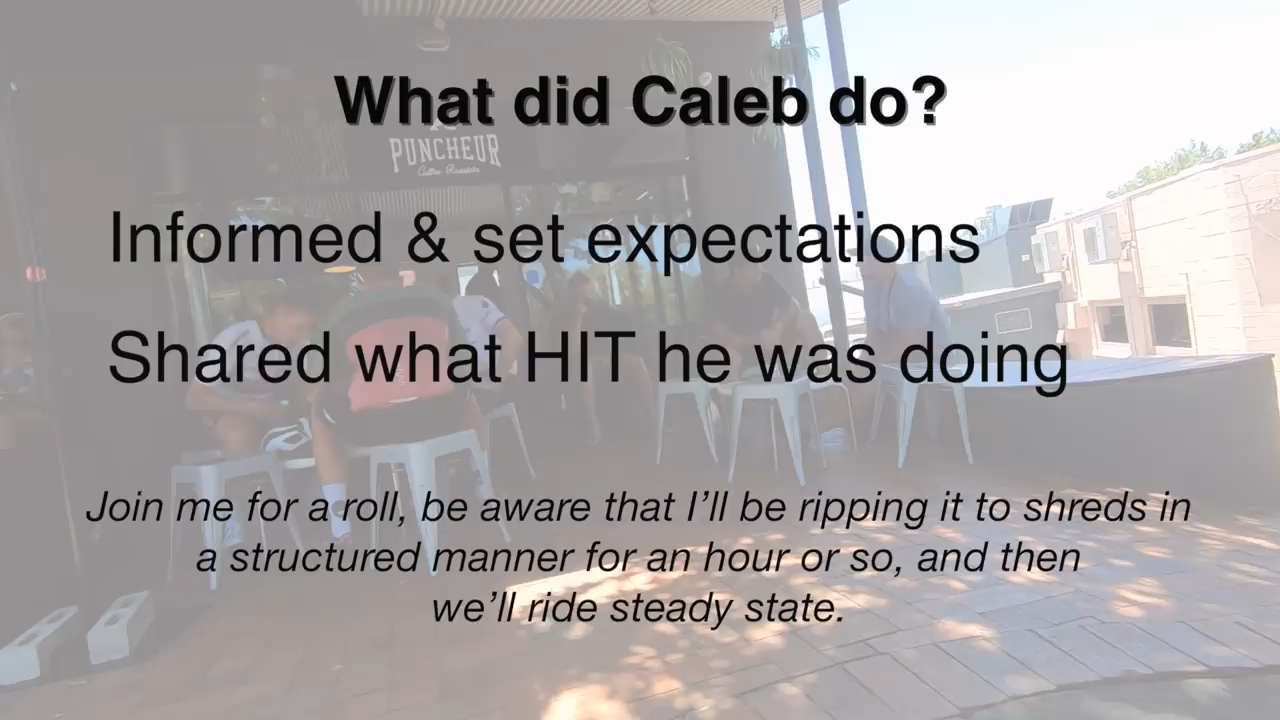 What did Caleb do?
PUNCHEUR
Coffee Roasters
Informed & set expectations
Shared what HIT he was doing
Join me for a roll, be aware that I’ll be ripping it to shreds in
a structured manner for an hour or so, and then
we’ll ride steady state.